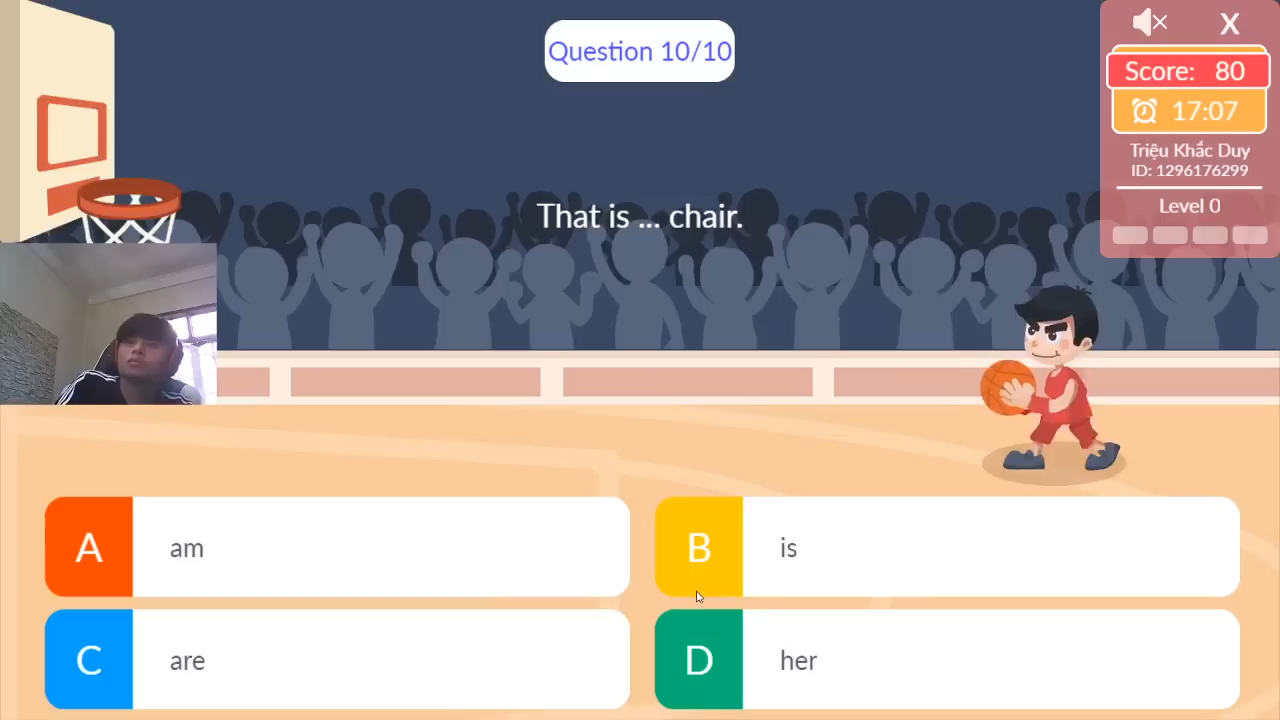 Question 10/10
X
Score: 80
17:07
Triệu Khắc Duy
ID: 1296176299
Level 0
That is ... chair.
A am
B is
C are
D her